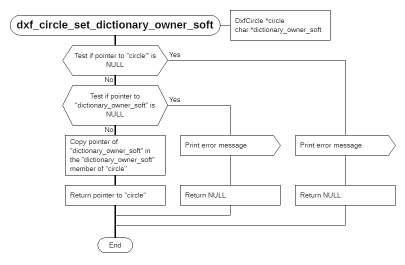 dxf_circle_set_dictionary_owner_soft
DxfCircle *circle
char *dictionary_owner_soft
Test if pointer to "circle" is
NULL
Yes
No
Test if pointer to
"dictionary_owner_soft" is
NULL
Yes
No
Copy pointer of
"dictionary_owner_soft" in
the "dictionary_owner_soft"
member of "circle"
Print error message
Print error message
Return pointer to "circle"
Return NULL
Return NULL
End